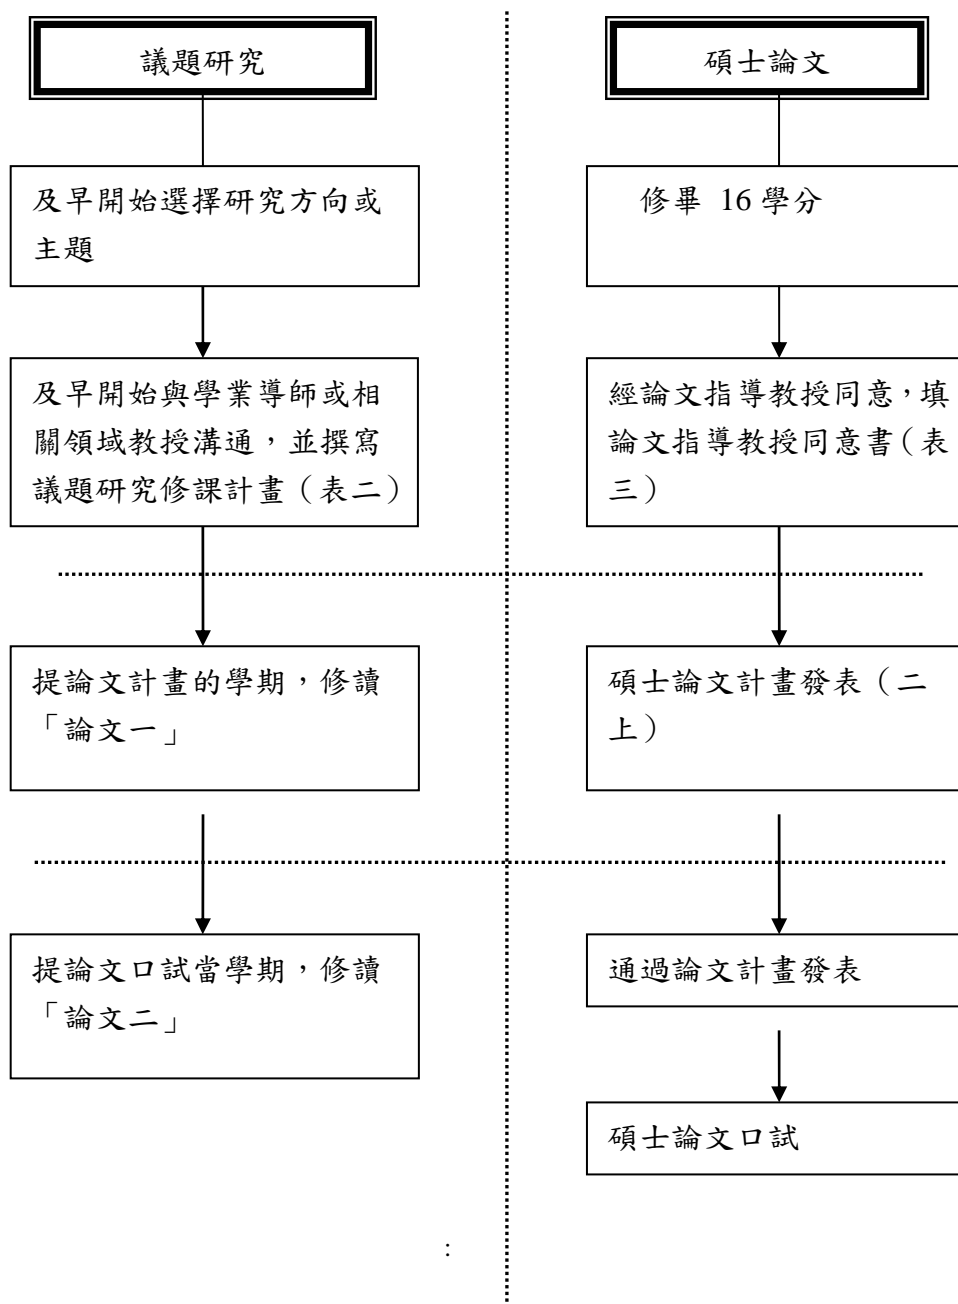 議題研究
及早開始選擇研究方向或
主題
及早開始與學業導師或相
關領域教授溝通，並撰寫
議題研究修課計畫（表二）
提論文計畫的學期，修讀
「論文一」
提論文口試當學期，修讀
「論文二」
碩士論文
修畢 16 學分
經論文指導教授同意，填
論文指導教授同意書（表
三）
碩士論文計畫發表（二
上）
通過論文計畫發表
碩士論文口試
: